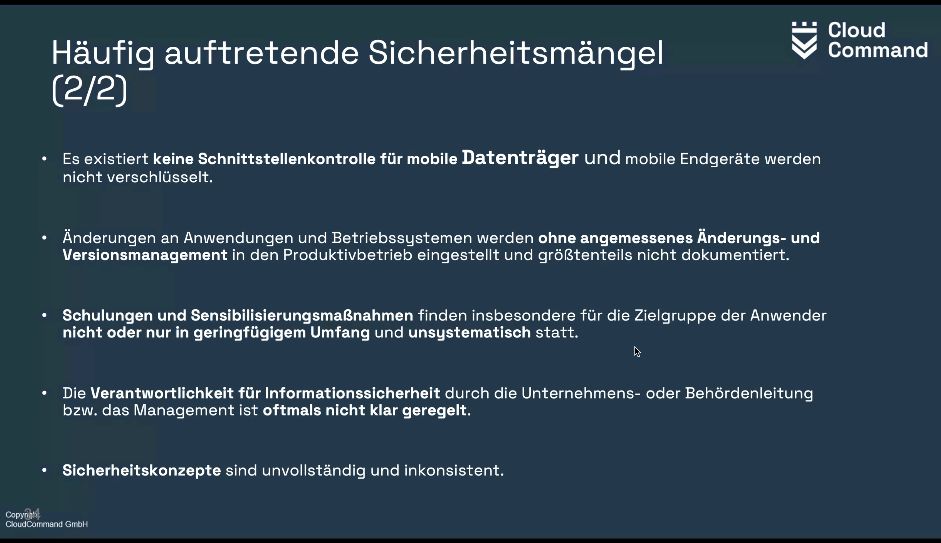 Häufig auftretende Sicherheitsmängel
(2/2)
Cloud
Command
• Es existiert keine Schnittstellenkontrolle für mobile Datenträger und mobile Endgeräte werden
nicht verschlüsselt.
• Änderungen an Anwendungen und Betriebssystemen werden ohne angemessenes Änderungs- und
Versionsmanagement in den Produktivbetrieb eingestellt und größtenteils nicht dokumentiert.
• Schulungen und Sensibilisierungsmaßnahmen finden insbesondere für die Zielgruppe der Anwender
nicht oder nur in geringfügigem Umfang und unsystematisch statt.
• Die Verantwortlichkeit für Informationssicherheit durch die Unternehmens- oder Behördenleitung
bzw. das Management ist oftmals nicht klar geregelt.
• Sicherheitskonzepte sind unvollständig und inkonsistent.
Copyright
CloudCommand GmbH